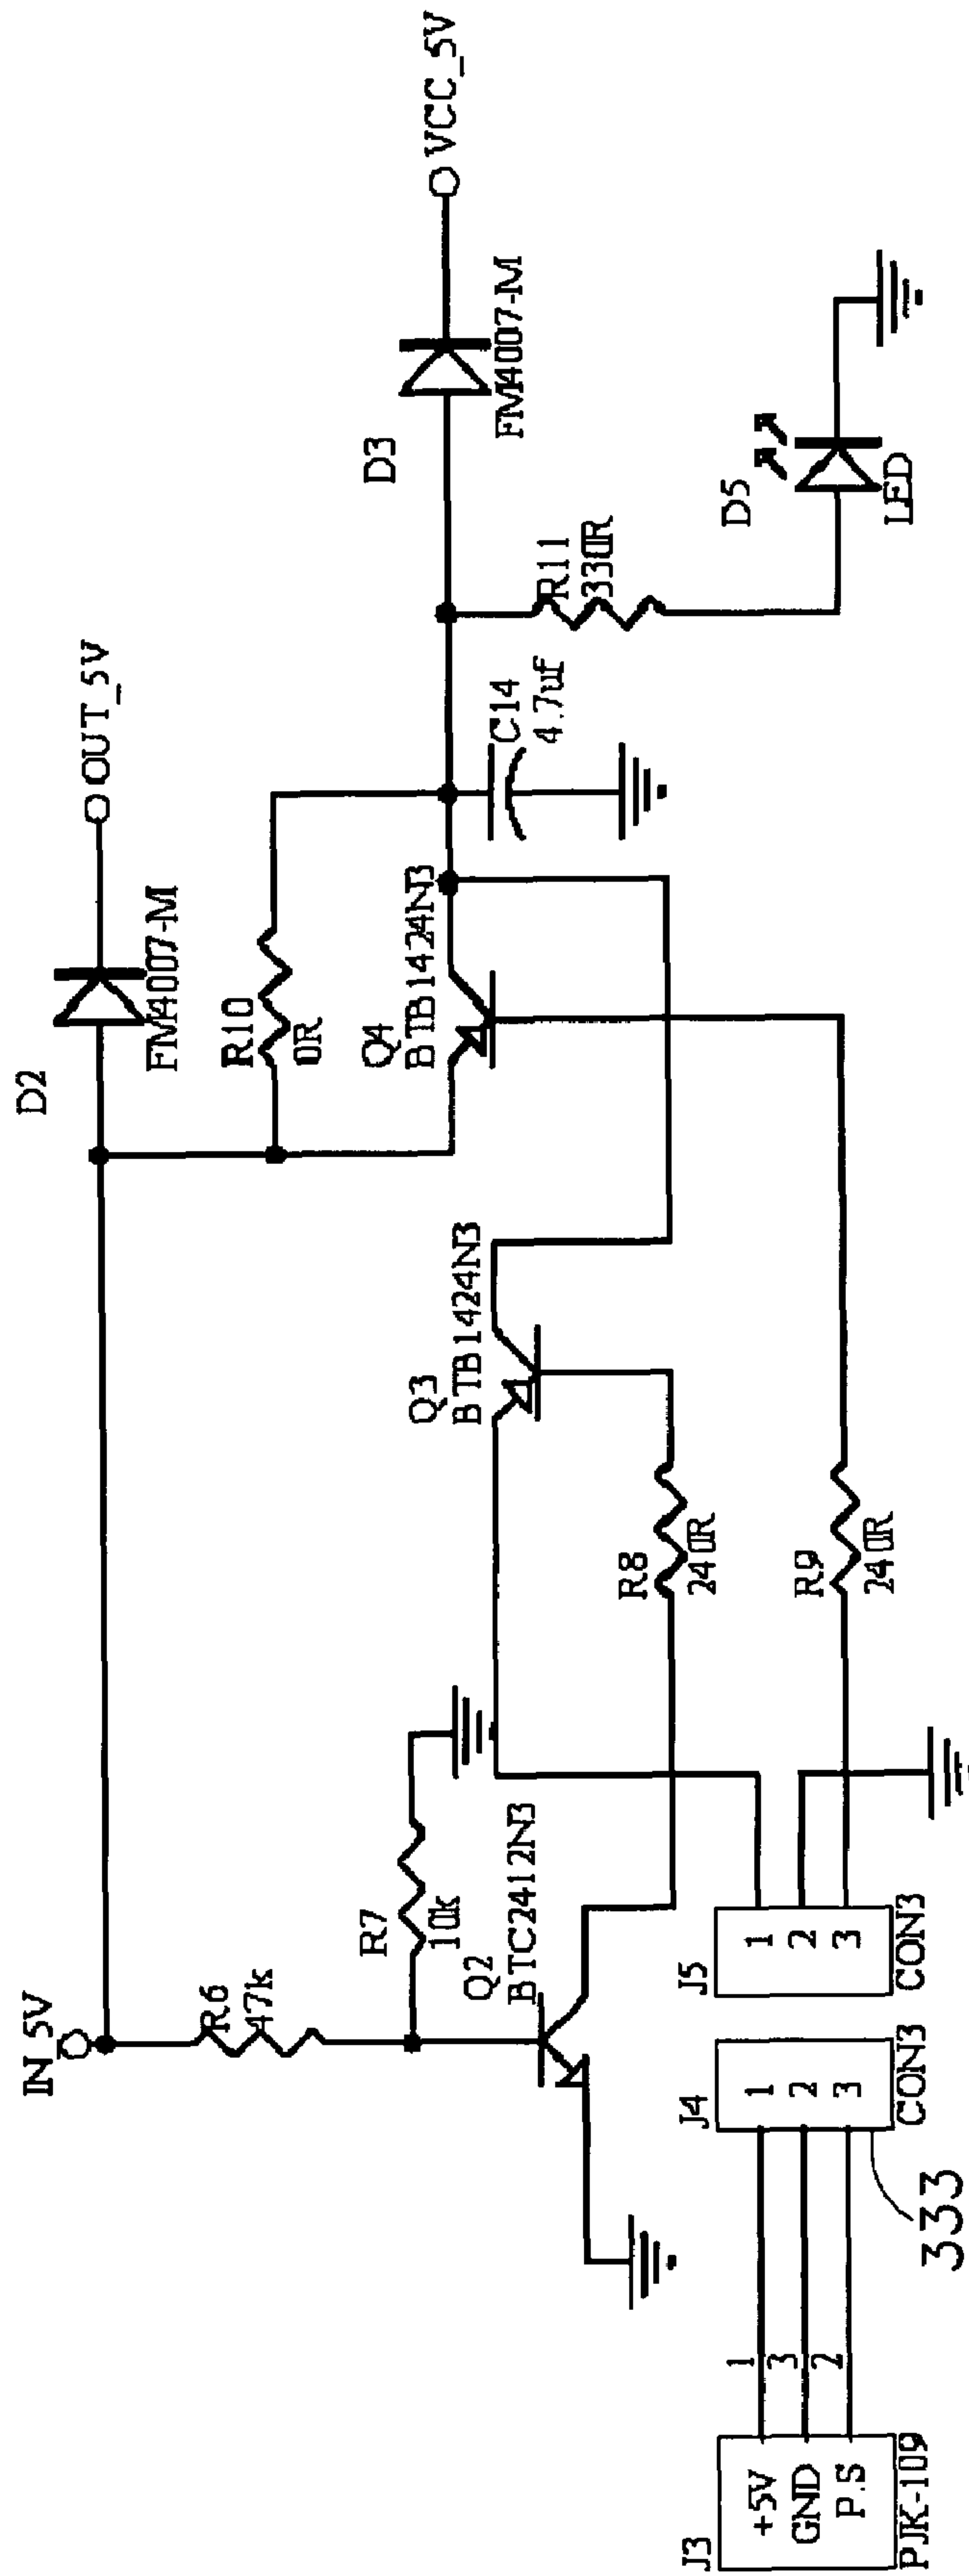 IN_5V
R6
47k
R7
10k
Q2
BTC2412N3
D2
FM4007-M
OUT_5V
R10
0R
Q4
BTB1424N3
Q3
BTB1424N3
C14
4.7uf
D3
FM4007-M
VCC_5V
R11
330R
D5
LED
R8
240R
R9
240R
J3
+5V
GND
P.S
PJK-109
1
3
2
J4
1
2
3
CON3
333
J5
1
2
3
CON3